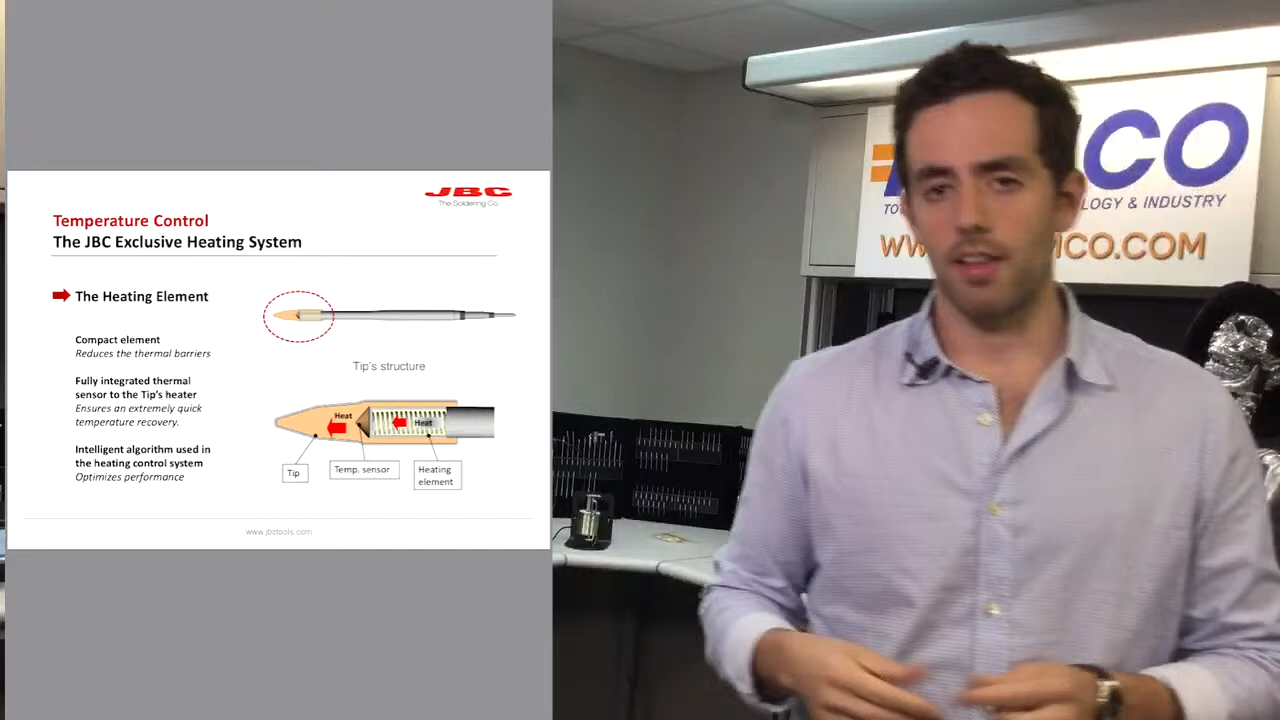 JBC
The Soldering Co.
Temperature Control
The JBC Exclusive Heating System
The Heating Element
Compact element
Reduces the thermal barriers
Fully integrated thermal
sensor to the Tip's heater
Ensures an extremely quick
temperature recovery.
Intelligent algorithm used in
the heating control system
Optimizes performance
Tip's structure
Heat
Heat
Tip
Temp. sensor
Heating
element
www.jbctools.com
CO
LOGY & INDUSTRY
CO.COM